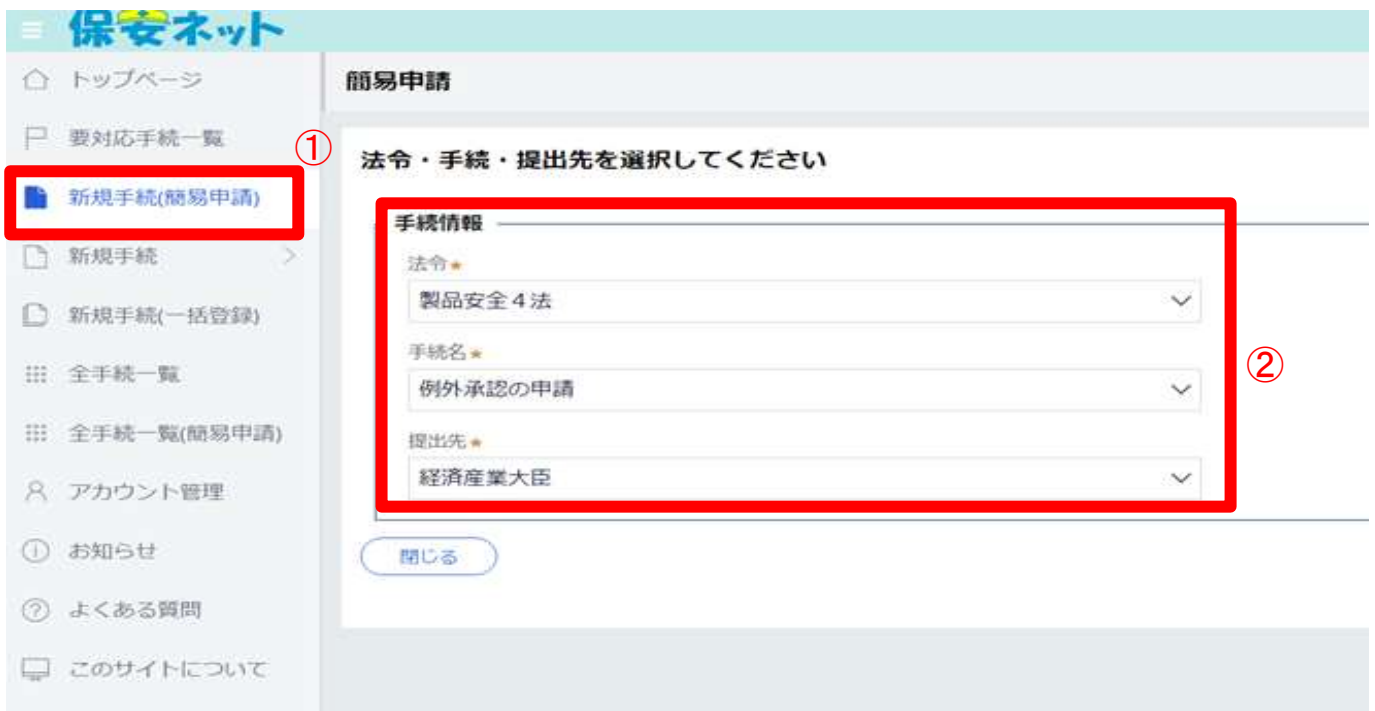 保安ネット
トップページ
要対応手続一覧
①
新規手続(簡易申請)
新規手続
新規手続(一括登録)
全手続一覧
全手続一覧(簡易申請)
アカウント管理
お知らせ
よくある質問
このサイトについて
簡易申請
法令・手続・提出先を選択してください
手続情報
法令★
製品安全4法
手続名★
例外承認の申請
②
提出先★
経済産業大臣
閉じる